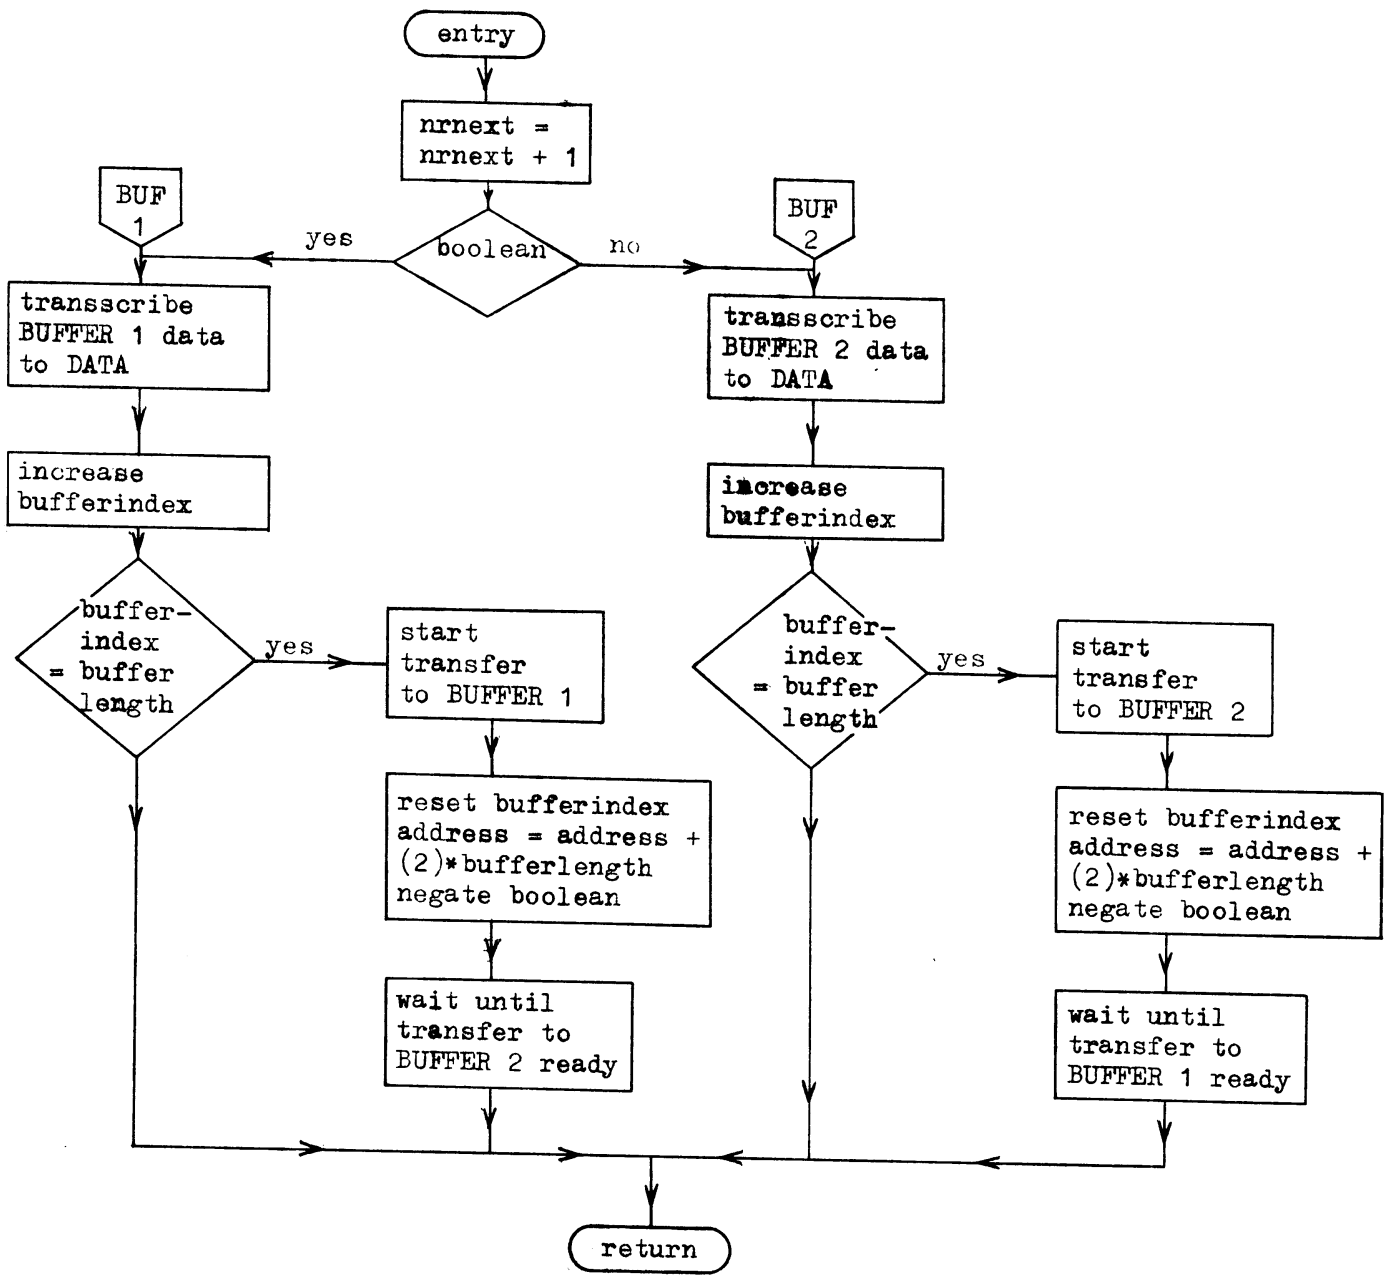 entry
nrnext =
nrnext + 1
BUF
1
yes
boolean
no
BUF
2
transscribe
BUFFER 1 data
to DATA
transscribe
BUFFER 2 data
to DATA
increase
bufferindex
increase
bufferindex
buffer-
index
= buffer
length
yes
start
transfer
to BUFFER 1
buffer-
index
= buffer
length
yes
start
transfer
to BUFFER 2
reset bufferindex
address = address +
(2)*bufferlength
negate boolean
reset bufferindex
address = address +
(2)*bufferlength
negate boolean
wait until
transfer to
BUFFER 2 ready
wait until
transfer to
BUFFER 1 ready
return